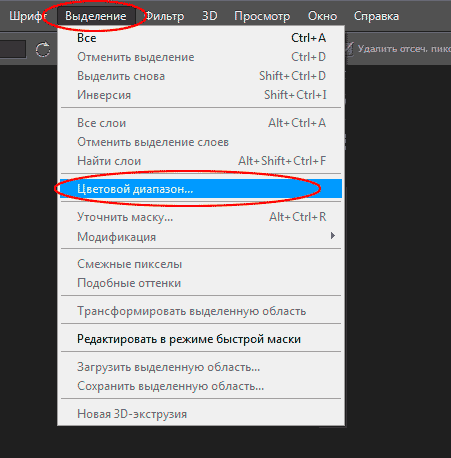 Шрифт Выделение Фильтр 3D Просмотр Окно Справка
Удалить отсеч. пикс
Все Ctrl+A
Отменить выделение Ctrl+D
Выделить снова Shift+Ctrl+D
Инверсия Shift+Ctrl+I
Все слои Alt+Ctrl+A
Отменить выделение слоев
Найти слои Alt+Shift+Ctrl+F
Цветовой диапазон...
Уточнить маску... Alt+Ctrl+R
Модификация
Смежные пикселы
Подобные оттенки
Трансформировать выделенную область
Редактировать в режиме быстрой маски
Загрузить выделенную область...
Сохранить выделенную область...
Новая 3D-экструзия